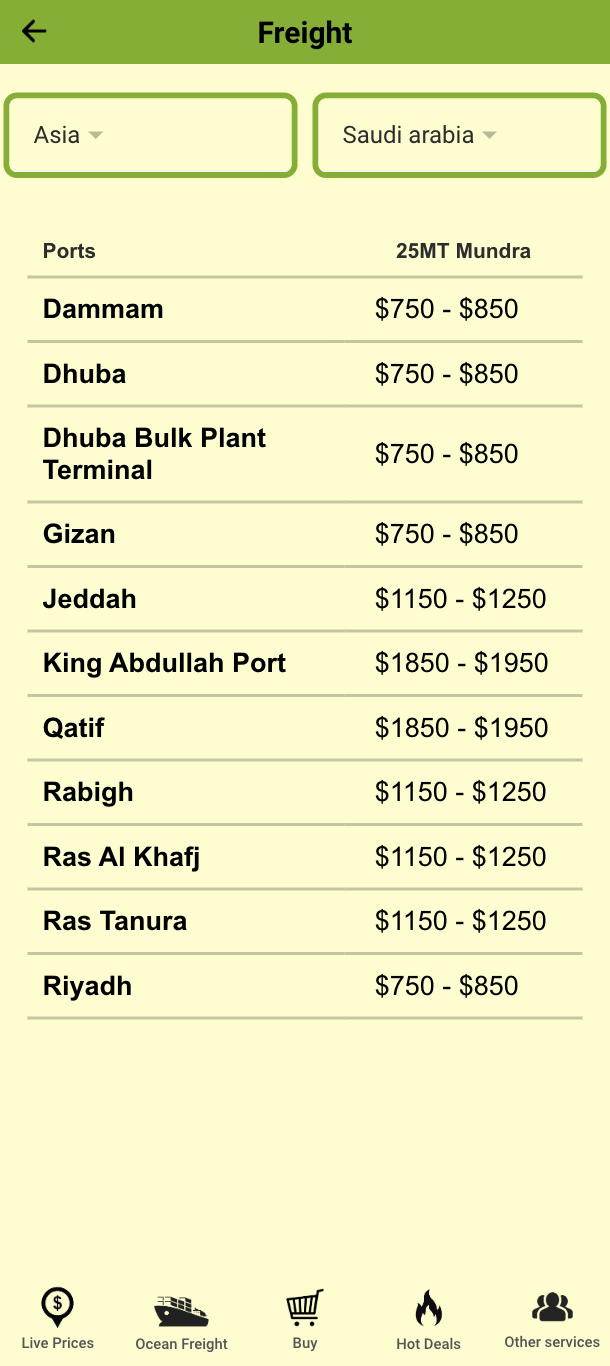 Freight
Asia
Saudi arabia
Ports 25MT Mundra
Dammam $750 - $850
Dhuba $750 - $850
Dhuba Bulk Plant
Terminal $750 - $850
Gizan $750 - $850
Jeddah $1150 - $1250
King Abdullah Port $1850 - $1950
Qatif $1850 - $1950
Rabigh $1150 - $1250
Ras Al Khafj $1150 - $1250
Ras Tanura $1150 - $1250
Riyadh $750 - $850
$
Live Prices
Ocean Freight
Buy
Hot Deals
Other services